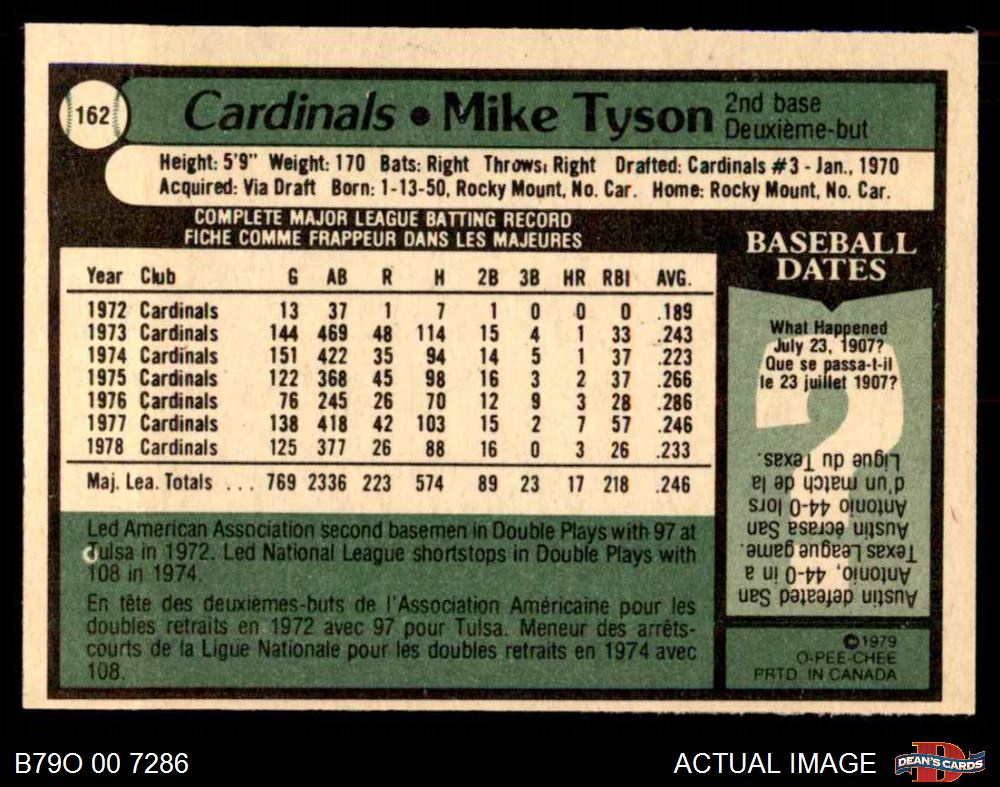 162
Cardinals • Mike Tyson
2nd base
Deuxième-but
Height: 5'9" Weight: 170 Bats: Right Throws: Right Drafted: Cardinals #3 - Jan., 1970
Acquired: Via Draft Born: 1-13-50, Rocky Mount, No. Car. Home: Rocky Mount, No. Car.
COMPLETE MAJOR LEAGUE BATTING RECORD
FICHE COMME FRAPPEUR DANS LES MAJEURES
Year Club G AB R H 2B 3B HR RBI AVG.
1972 Cardinals 13 37 1 7 1 0 0 0 .189
1973 Cardinals 144 469 48 114 15 4 1 33 .243
1974 Cardinals 151 422 35 94 14 5 1 37 .223
1975 Cardinals 122 368 45 98 16 3 2 37 .266
1976 Cardinals 76 245 26 70 12 9 3 28 .286
1977 Cardinals 138 418 42 103 15 2 7 57 .246
1978 Cardinals 125 377 26 88 16 0 3 26 .233
Maj. Lea. Totals ... 769 2336 223 574 89 23 17 218 .246
Led American Association second basemen in Double Plays with 97 at
Tulsa in 1972. Led National League shortstops in Double Plays with
108 in 1974.
En tête des deuxièmes-buts de l'Association Américaine pour les
doubles retraits en 1972 avec 97 pour Tulsa. Meneur des arrêts-
courts de la Ligue Nationale pour les doubles retraits en 1974 avec
108.
BASEBALL
DATES
What Happened
July 23, 1907?
Que se passa-t-il
le 23 juillet 1907?
Austin defeated San
Antonio, 44-0 in a
Texas League game.
Austin écrasa San
Antonio 44-0 lors
d'un match de la
Ligue du Texas.
©1979
O-PEE-CHEE
PRTD. IN CANADA
B79O 00 7286
ACTUAL IMAGE
DEAN'S CARDS